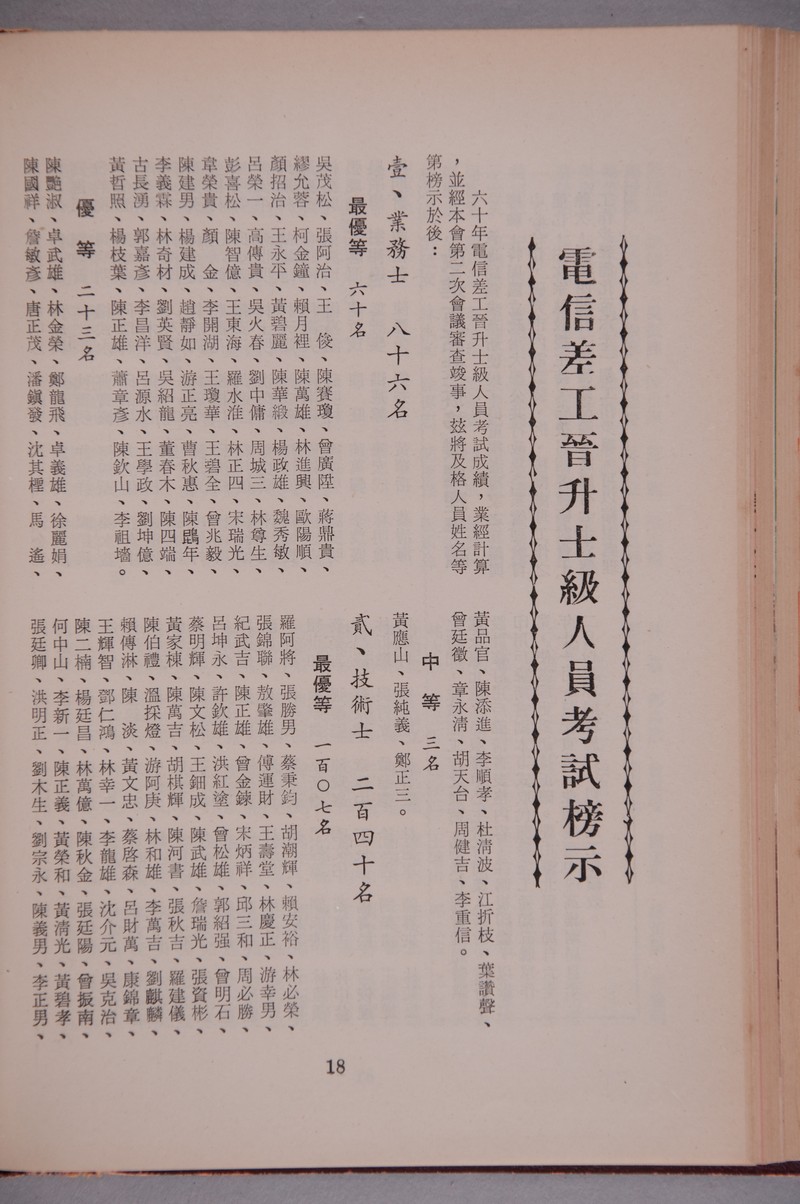 電信差工晉升士級人員考試榜示
六十年電信差工晉升士級人員考試成績，業經計算
，並經本會第二次會議審查竣事，茲將及格人員姓名等
第榜示於後：
壹、業務士　八十六名
最優等　六十名
吳茂松、張阿治、王　俊、陳賽瓊、曾廣陞、蔣鼎貴、
繆允蓉、柯金鐘、賴月裡、陳萬雄、林進興、歐陽順、
顏招治、王永平、黃碧麗、陳華緞、楊政雄、魏秀敏、
呂榮一、高傳貴、吳火春、劉中傭、周城三、林尊生、
彭喜松、陳智億、王東海、羅水淮、林正四、宋瑞光、
韋榮貴、顏　金、李開湖、王瓊華、王碧全、曾兆毅、
陳建男、楊建成、趙靜如、游正亮、曹秋惠、陳鵾年、
李義霖、林奇材、劉英賢、吳紹龍、董春木、陳四端、
古長湧、郭嘉彥、李昌洋、呂源水、王學政、劉坤億、
黃哲照、楊枝葉、陳正雄、蕭章彥、陳欽山、李祖墻。
優　等　二十三名
陳艷淑、卓武雄、林金榮、鄭龍飛、卓義雄、徐麗娟、
陳國祥、詹敏彥、唐正茂、潘鎭發、沈其檉、馬　遙、
黃品官、陳添進、李順孝、杜清波、江折枝、葉讚聲、
曾廷徵、章永清、胡天台、周健吉、李重信。
中　等　三名
黃應山、張純義、鄭正三。
貳、技術士　二百四十名
最優等　一百〇七名
羅阿將、張勝男、蔡秉鈞、胡潮輝、賴安裕、林必榮、
張錦聯、敖肇雄、傅運財、王壽堂、林慶正、游幸男、
紀武吉、陳正雄、曾金鍊、宋炳祥、邱三和、周必勝、
呂坤永、許欽雄、洪紅塗、曾松雄、郭紹强、曾明石、
蔡明輝、陳文松、王鈿成、陳武雄、詹瑞光、張資彬、
黃家棟、陳萬吉、胡棋輝、陳河書、張秋吉、羅建儀、
陳伯禮、溫採燈、游阿庚、林和雄、李萬吉、劉麒麟、
賴傳淋、陳　淡、黃文忠、蔡啓森、呂財萬、康錦章、
王輝智、鄧仁鴻、林幸一、李龍雄、沈介元、吳克治、
陳二楠、楊廷昌、林萬億、陳秋金、張廷陽、曾振南、
何中山、李新一、陳正義、黃榮和、黃清光、黃碧孝、
張廷卿、洪明正、劉木生、劉宗永、陳義男、李正男、
18